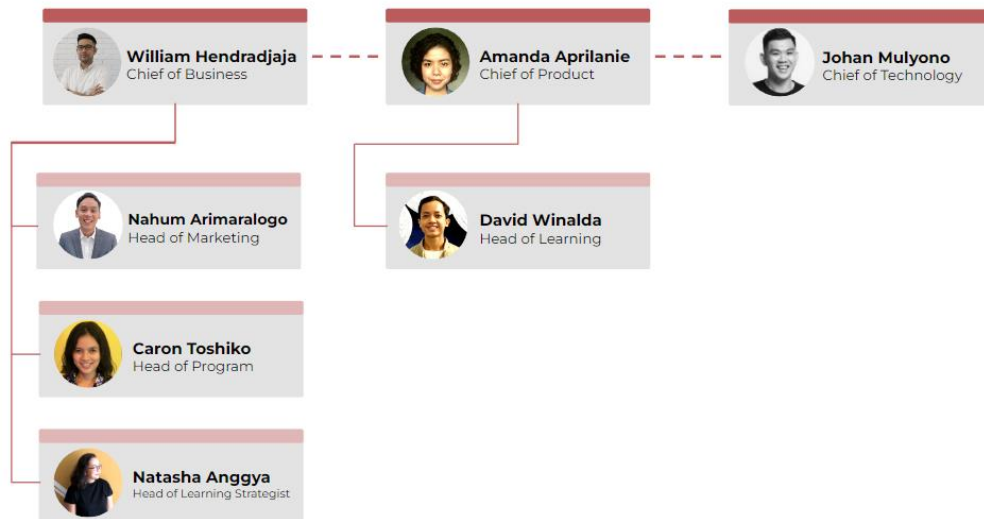 William Hendradjaja
Chief of Business
Amanda Aprilanie
Chief of Product
Johan Mulyono
Chief of Technology
Nahum Arimaralogo
Head of Marketing
David Winalda
Head of Learning
Caron Toshiko
Head of Program
Natasha Anggya
Head of Learning Strategist